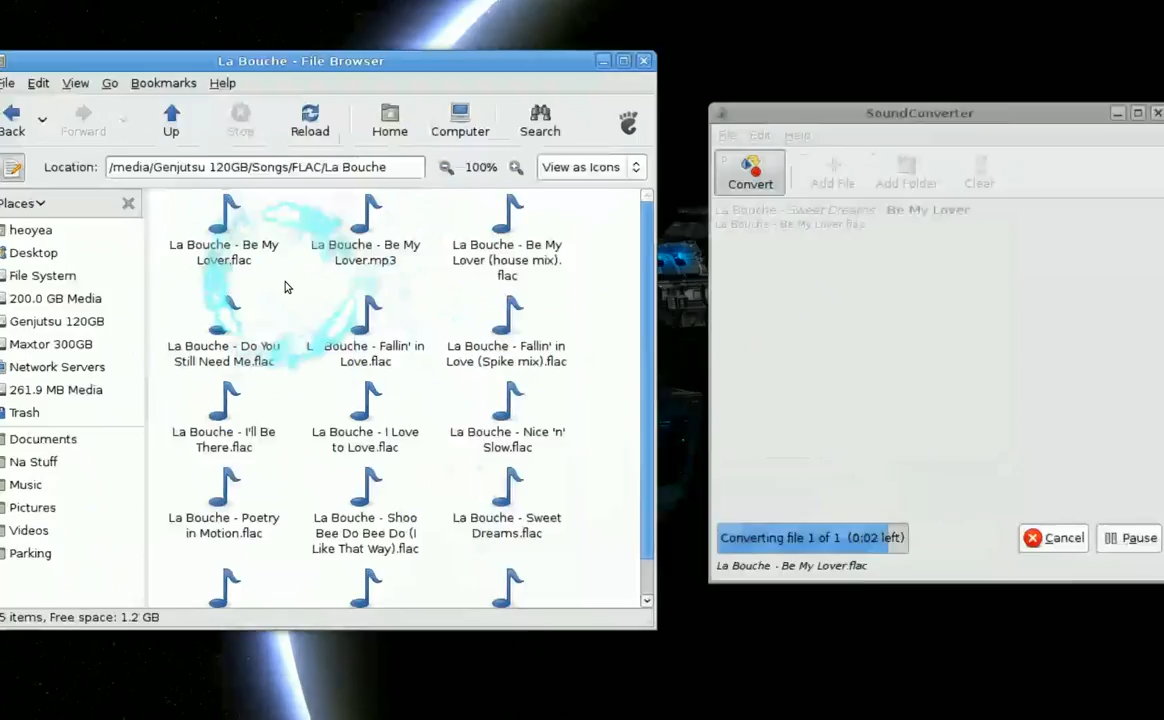 La Bouche - File Browser
File Edit View Go Bookmarks Help
Back Forward Up Stop Reload Home Computer Search
Location: /media/Genjutsu 120GB/Songs/FLAC/La Bouche 100% View as Icons
Places
heoyea
Desktop
File System
200.0 GB Media
Genjutsu 120GB
Maxtor 300GB
Network Servers
261.9 MB Media
Trash
Documents
Na Stuff
Music
Pictures
Videos
Parking
La Bouche - Be My
Lover.flac
La Bouche - Be My
Lover.mp3
La Bouche - Be My
Lover (house mix).
flac
La Bouche - Do You
Still Need Me.flac
La Bouche - Fallin' in
Love.flac
La Bouche - Fallin' in
Love (Spike mix).flac
La Bouche - I'll Be
There.flac
La Bouche - I Love
to Love.flac
La Bouche - Nice 'n'
Slow.flac
La Bouche - Poetry
in Motion.flac
La Bouche - Shoo
Bee Do Bee Do (I
Like That Way).flac
La Bouche - Sweet
Dreams.flac
5 items, Free space: 1.2 GB
SoundConverter
File Edit Help
Convert Add File Add Folder Clear
La Bouche - Sweet Dreams - Be My Lover
La Bouche - Be My Lover.flac
Converting file 1 of 1 (0:02 left) Cancel Pause
La Bouche - Be My Lover.flac